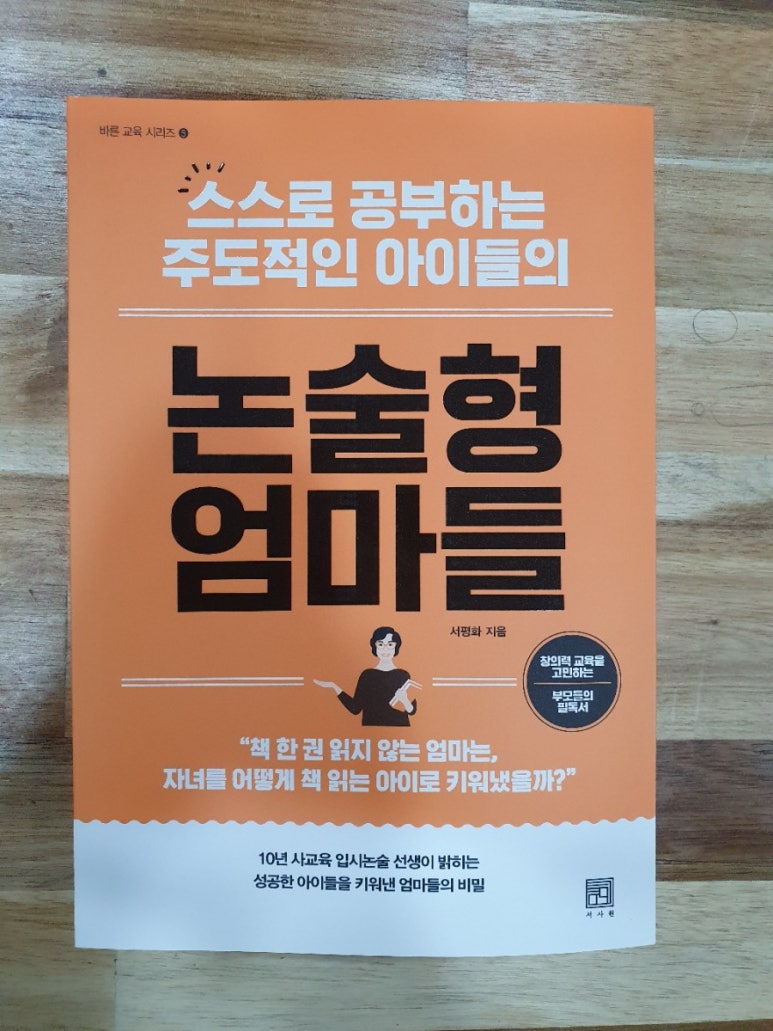 바른 교육 시리즈 ⑤
스스로 공부하는
주도적인 아이들의
논술형
엄마들
서평화 지음
창의력 교육을
고민하는
부모들의
필독서
“책 한 권 읽지 않는 엄마는,
자녀를 어떻게 책 읽는 아이로 키워냈을까?”
10년 사교육 입시논술 선생이 밝히는
성공한 아이들을 키워낸 엄마들의 비밀
서사원